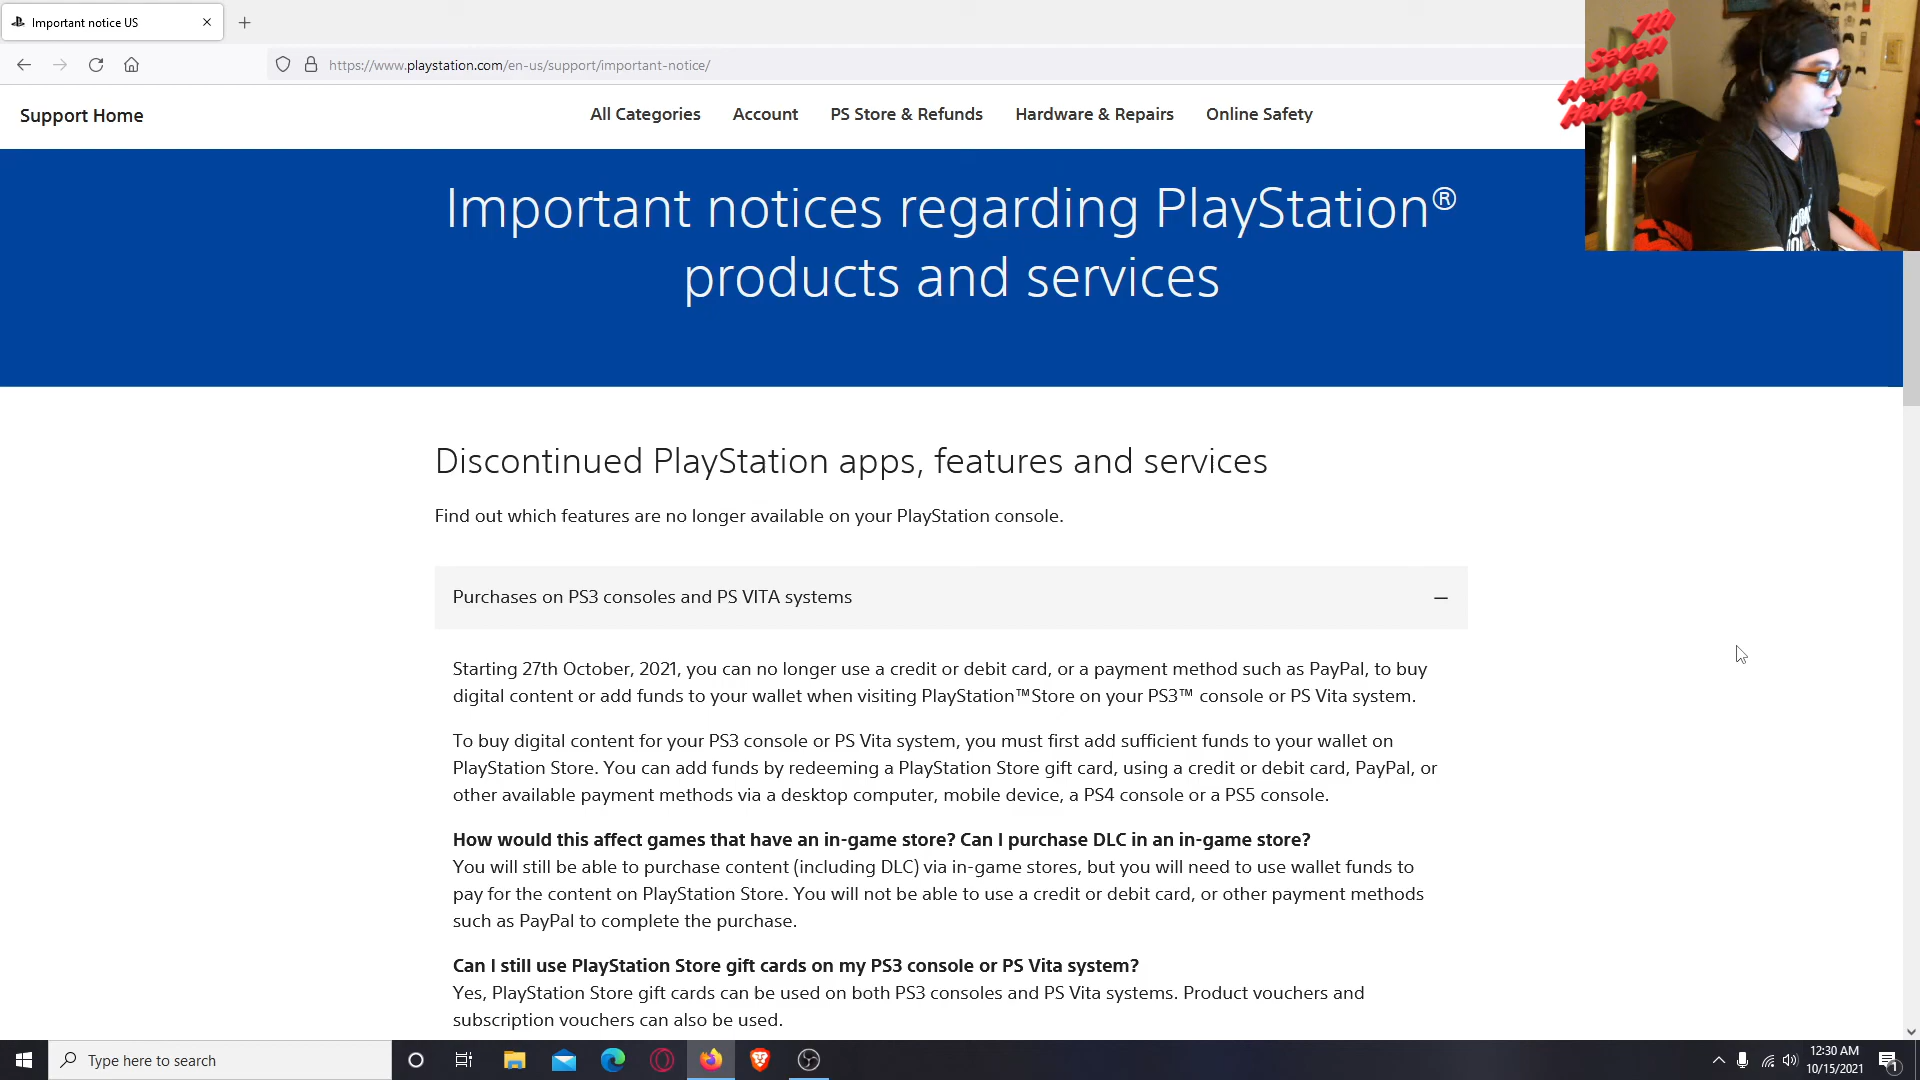 Important notice US
https://www.playstation.com/en-us/support/important-notice/
7th
Seven
Heaven
Haven
Support Home
All Categories
Account
PS Store & Refunds
Hardware & Repairs
Online Safety
Important notices regarding PlayStation®
products and services
Discontinued PlayStation apps, features and services
Find out which features are no longer available on your PlayStation console.
Purchases on PS3 consoles and PS VITA systems
Starting 27th October, 2021, you can no longer use a credit or debit card, or a payment method such as PayPal, to buy
digital content or add funds to your wallet when visiting PlayStation™Store on your PS3™ console or PS Vita system.
To buy digital content for your PS3 console or PS Vita system, you must first add sufficient funds to your wallet on
PlayStation Store. You can add funds by redeeming a PlayStation Store gift card, using a credit or debit card, PayPal, or
other available payment methods via a desktop computer, mobile device, a PS4 console or a PS5 console.
How would this affect games that have an in-game store? Can I purchase DLC in an in-game store?
You will still be able to purchase content (including DLC) via in-game stores, but you will need to use wallet funds to
pay for the content on PlayStation Store. You will not be able to use a credit or debit card, or other payment methods
such as PayPal to complete the purchase.
Can I still use PlayStation Store gift cards on my PS3 console or PS Vita system?
Yes, PlayStation Store gift cards can be used on both PS3 consoles and PS Vita systems. Product vouchers and
subscription vouchers can also be used.
Type here to search
12:30 AM
10/15/2021
1